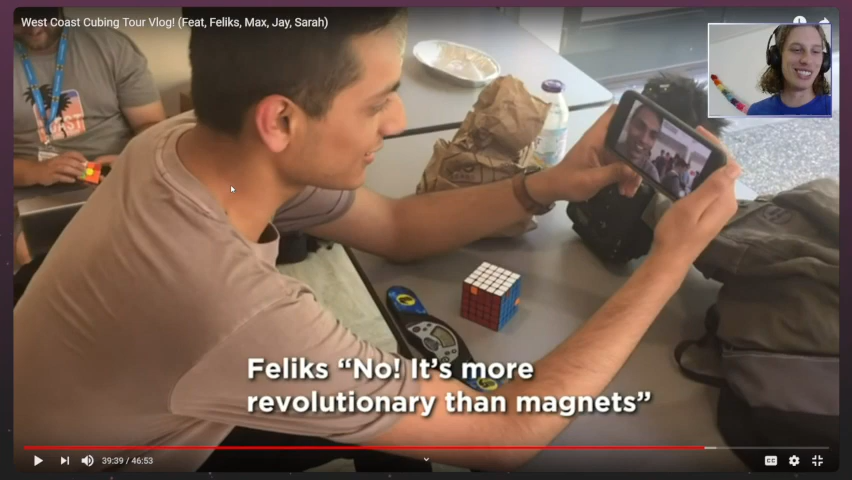 West Coast Cubing Tour Vlog! (Feat, Feliks, Max, Jay, Sarah)
Feliks “No! It’s more
revolutionary than magnets”
39:39 / 46:53